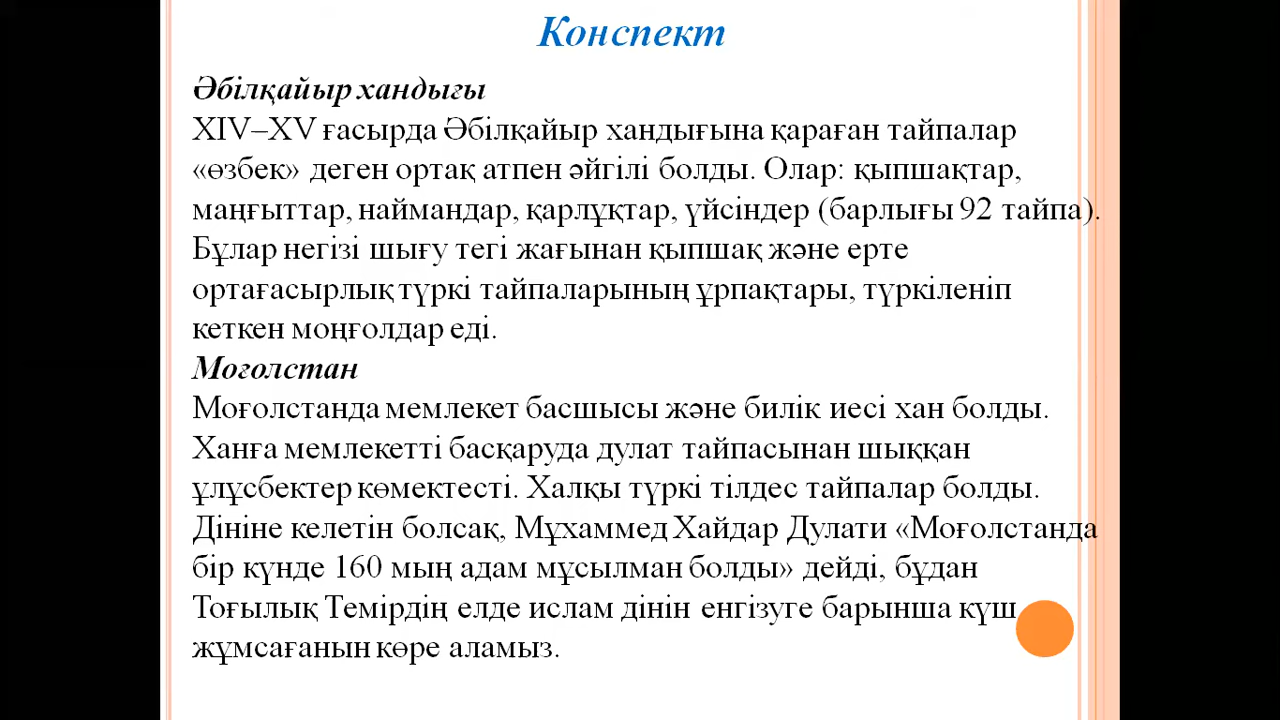 Конспект
Әбілқайыр хандығы
XIV–XV ғасырда Әбілқайыр хандығына қараған тайпалар
«өзбек» деген ортақ атпен әйгілі болды. Олар: қыпшақтар,
маңғыттар, наймандар, қарлұқтар, үйсіндер (барлығы 92 тайпа).
Бұлар негізі шығу тегі жағынан қыпшақ және ерте
ортағасырлық түркі тайпаларының ұрпақтары, түркіленіп
кеткен моңғолдар еді.
Моғолстан
Моғолстанда мемлекет басшысы және билік иесі хан болды.
Ханға мемлекетті басқаруда дулат тайпасынан шыққан
ұлұсбектер көмектесті. Халқы түркі тілдес тайпалар болды.
Дініне келетін болсақ, Мұхаммед Хайдар Дулати «Моғолстанда
бір күнде 160 мың адам мұсылман болды» дейді, бұдан
Тоғылық Темірдің елде ислам дінін енгізуге барынша күш
жұмсағанын көре аламыз.